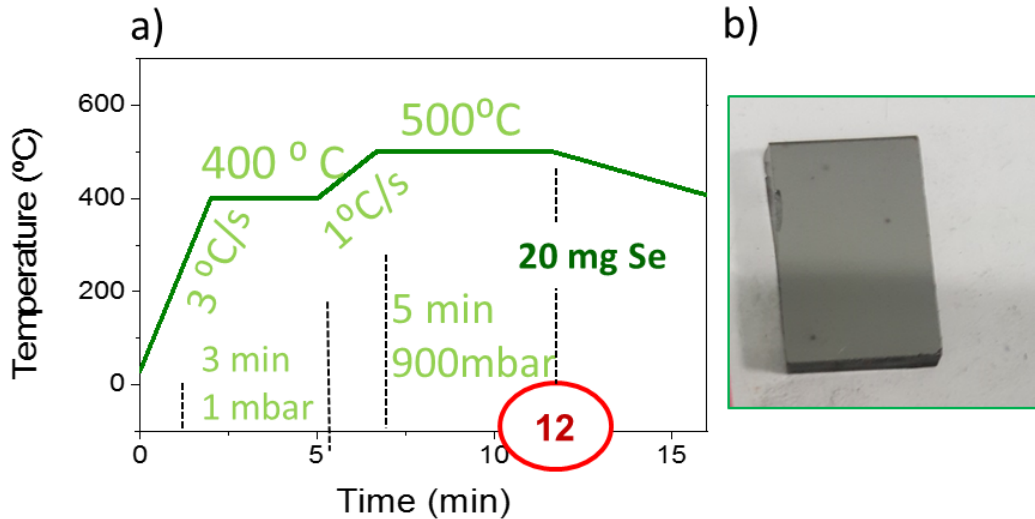 a)
b)
Temperature (ºC)
600
400
200
0
400 º C
500ºC
3 ºC/s
1ºC/s
20 mg Se
3 min
1 mbar
5 min
900mbar
0
5
10
12
15
Time (min)